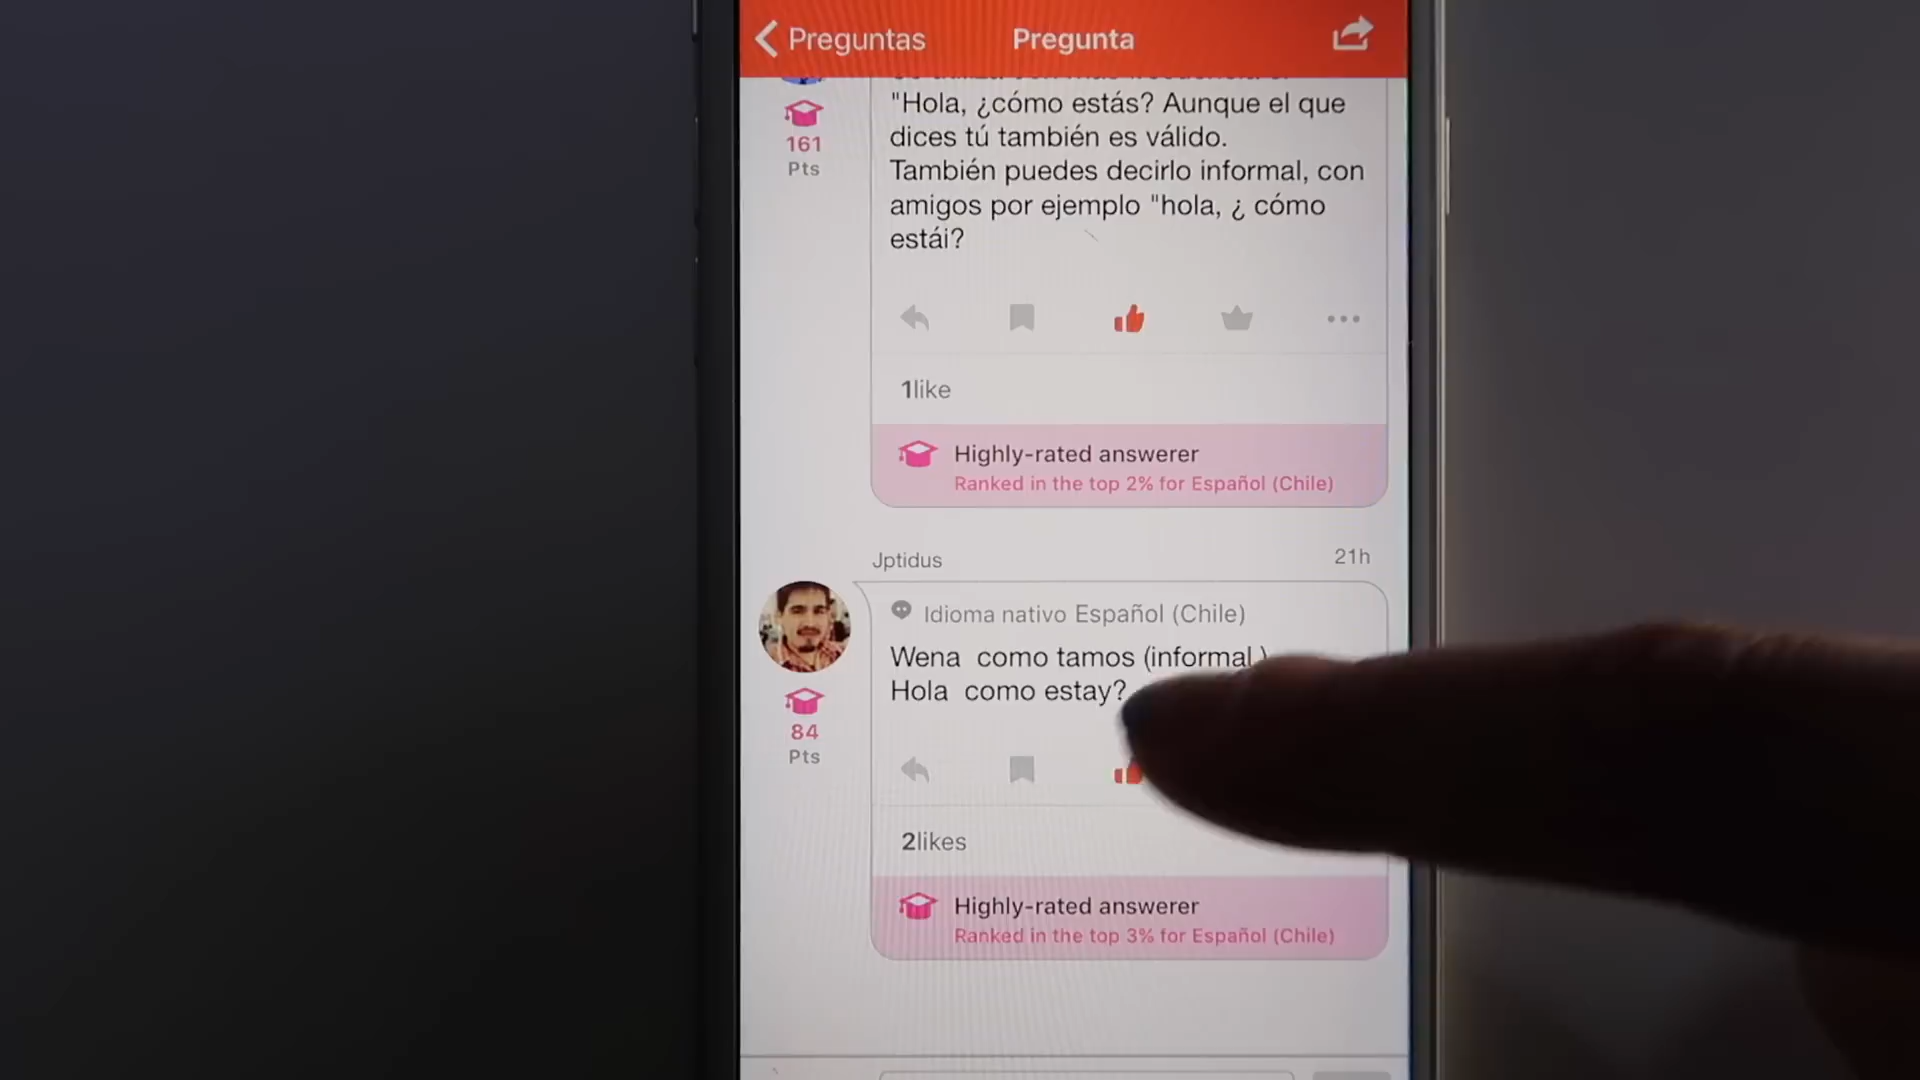 Preguntas
Pregunta
"Hola, ¿cómo estás? Aunque el que
dices tú también es válido.
También puedes decirlo informal, con
amigos por ejemplo "hola, ¿ cómo
estái?
161
Pts
1like
Highly-rated answerer
Ranked in the top 2% for Español (Chile)
Jptidus
21h
Idioma nativo Español (Chile)
Wena como tamos (informal )
Hola como estay?
84
Pts
2likes
Highly-rated answerer
Ranked in the top 3% for Español (Chile)